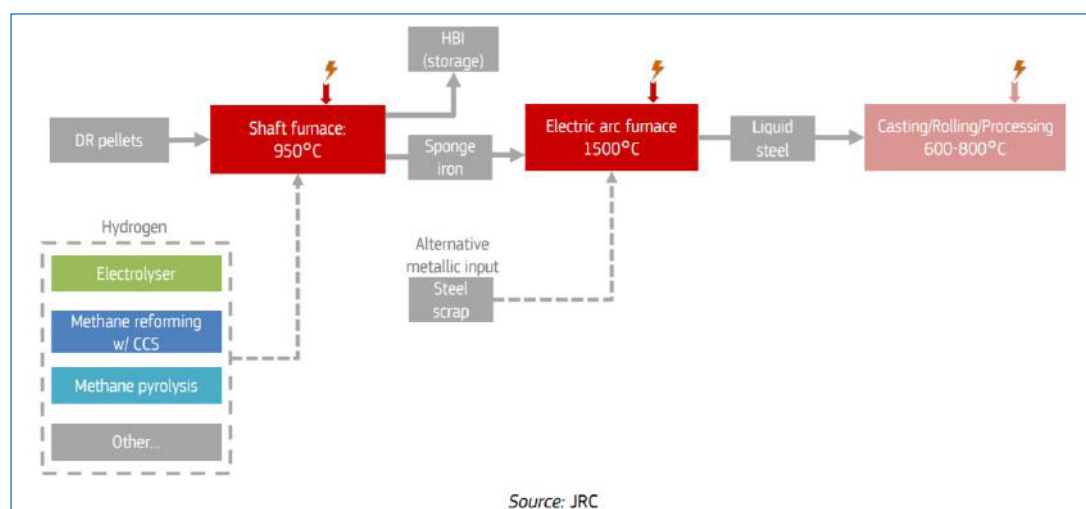 HBI
(storage)
DR pellets
Shaft furnace:
950°C
Sponge
iron
Electric arc furnace
1500°C
Liquid
steel
Casting/Rolling/Processing
600-800°C
Hydrogen
Electrolyser
Methane reforming
w/ CCS
Methane pyrolysis
Other...
Alternative
metallic input
Steel
scrap
Source: JRC